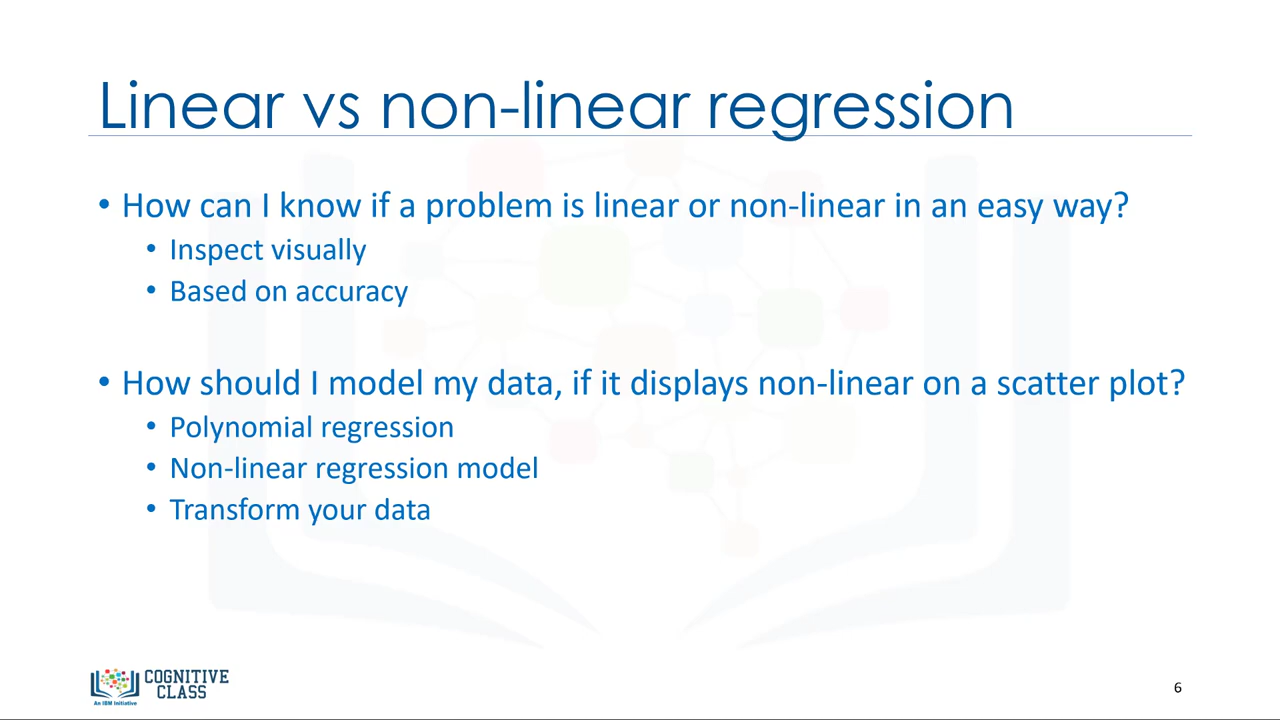 Linear vs non-linear regression
• How can I know if a problem is linear or non-linear in an easy way?
• Inspect visually
• Based on accuracy
• How should I model my data, if it displays non-linear on a scatter plot?
• Polynomial regression
• Non-linear regression model
• Transform your data
COGNITIVE
CLASS
An IBM Initiative
6